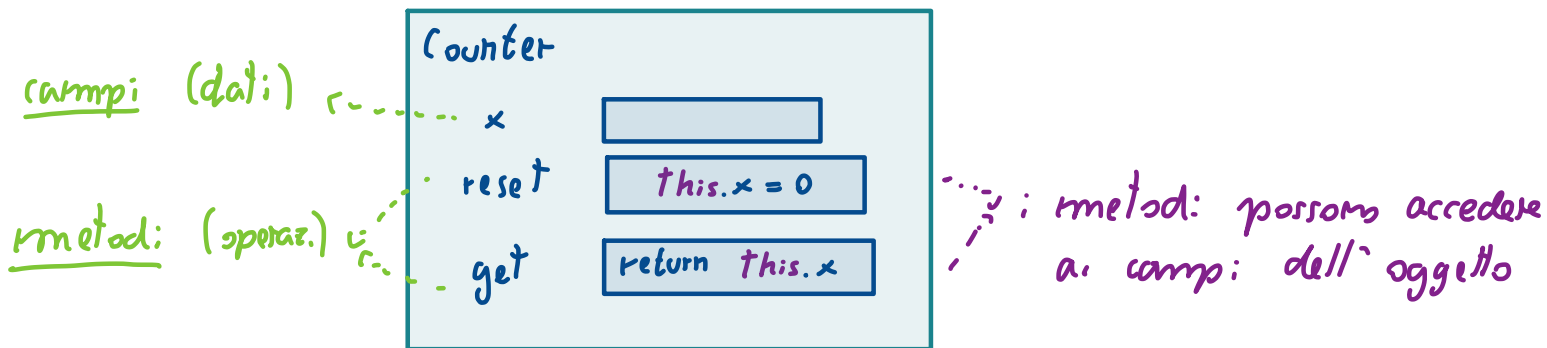 Counter
campi (dati)
x
reset this.x = 0
metodi (operaz.)
get return this.x
i metodi possono accedere
ai campi dell' oggetto